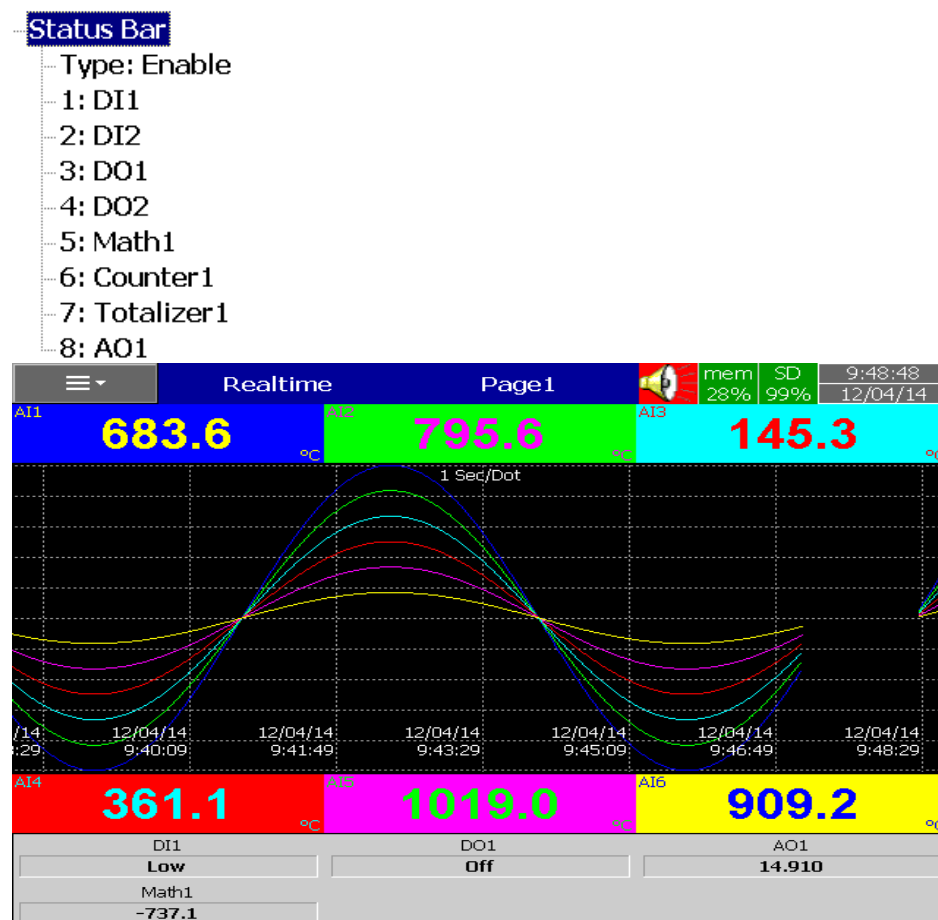 Status Bar
Type: Enable
1: DI1
2: DI2
3: DO1
4: DO2
5: Math1
6: Counter1
7: Totalizer1
8: AO1
Realtime Page1 mem 28% SD 99% 9:48:48 12/04/14
AI1 683.6 °C AI2 795.6 °C AI3 145.3 °C
1 Sec/Dot
/14 12/04/14 12/04/14 12/04/14 12/04/14 12/04/14 12/04/14
:29 9:40:09 9:41:49 9:43:29 9:45:09 9:46:49 9:48:29
AI4 361.1 °C AI5 1019.0 °C AI6 909.2 °C
DI1 DO1 AO1
Low Off 14.910
Math1
-737.1